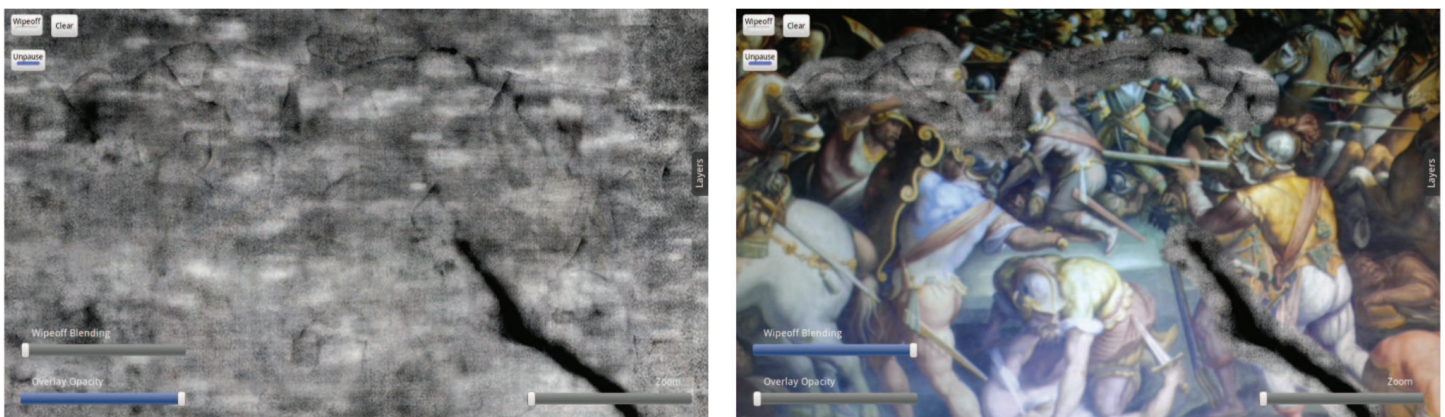 Wipeoff Clear
Unpause
Layers
Wipeoff Blending
Overlay Opacity
Zoom
Wipeoff Clear
Unpause
Layers
Wipeoff Blending
Overlay Opacity
Zoom